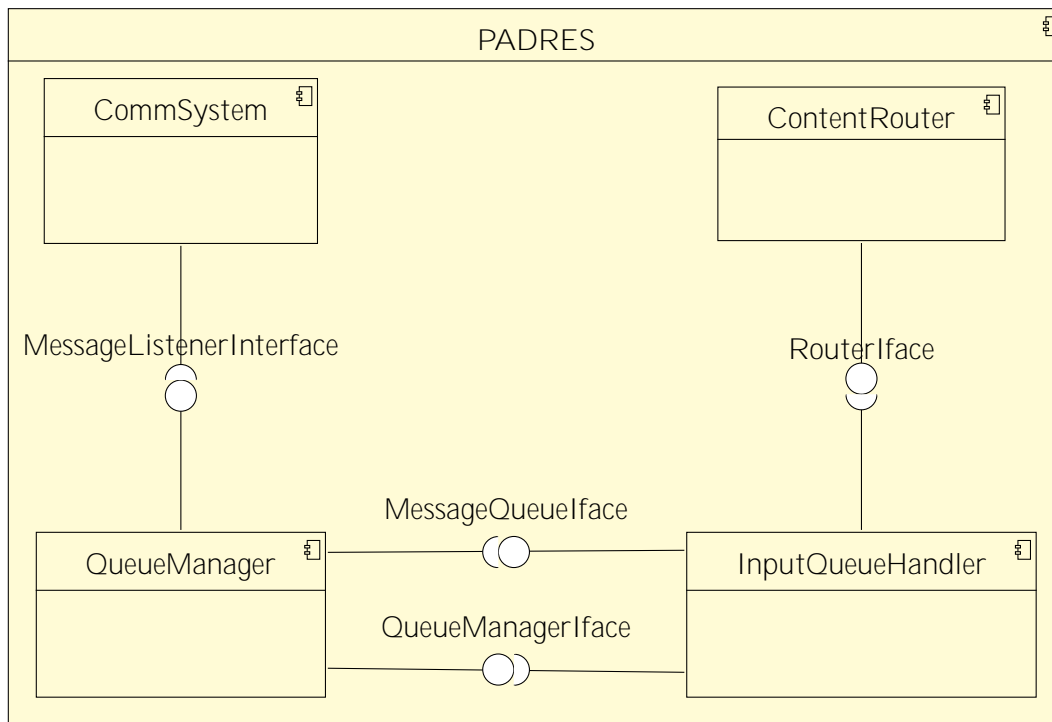 PADRES
CommSystem
ContentRouter
MessageListenerInterface
RouterIface
MessageQueueIface
QueueManager
InputQueueHandler
QueueManagerIface